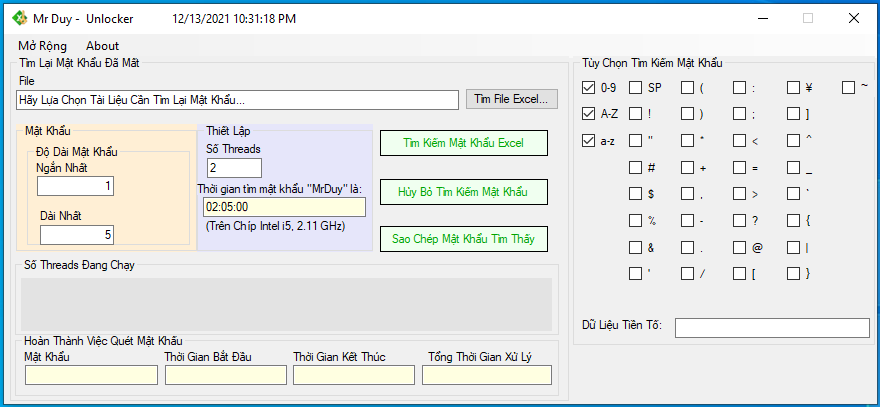 Mr Duy - Unlocker 12/13/2021 10:31:18 PM
Mở Rộng About
Tìm Lại Mật Khẩu Đã Mất
File
Hãy Lựa Chọn Tài Liệu Cần Tìm Lại Mật Khẩu...
Tìm File Excel...
Mật Khẩu
Độ Dài Mật Khẩu
Ngắn Nhất
1
Dài Nhất
5
Thiết Lập
Số Threads
2
Thời gian tìm mật khẩu "MrDuy" là:
02:05:00
(Trên Chíp Intel i5, 2.11 GHz)
Tìm Kiếm Mật Khẩu Excel
Hủy Bỏ Tìm Kiếm Mật Khẩu
Sao Chép Mật Khẩu Tìm Thấy
Số Threads Đang Chạy
Hoàn Thành Việc Quét Mật Khẩu
Mật Khẩu Thời Gian Bắt Đầu Thời Gian Kết Thúc Tổng Thời Gian Xử Lý
Tùy Chọn Tìm Kiếm Mật Khẩu
0-9 SP ( : ¥ ~
A-Z ! ) ; ]
a-z " * < ^
# + = _
$ , > `
% - ? {
& . @ |
' / [ }
Dữ Liệu Tiền Tố: